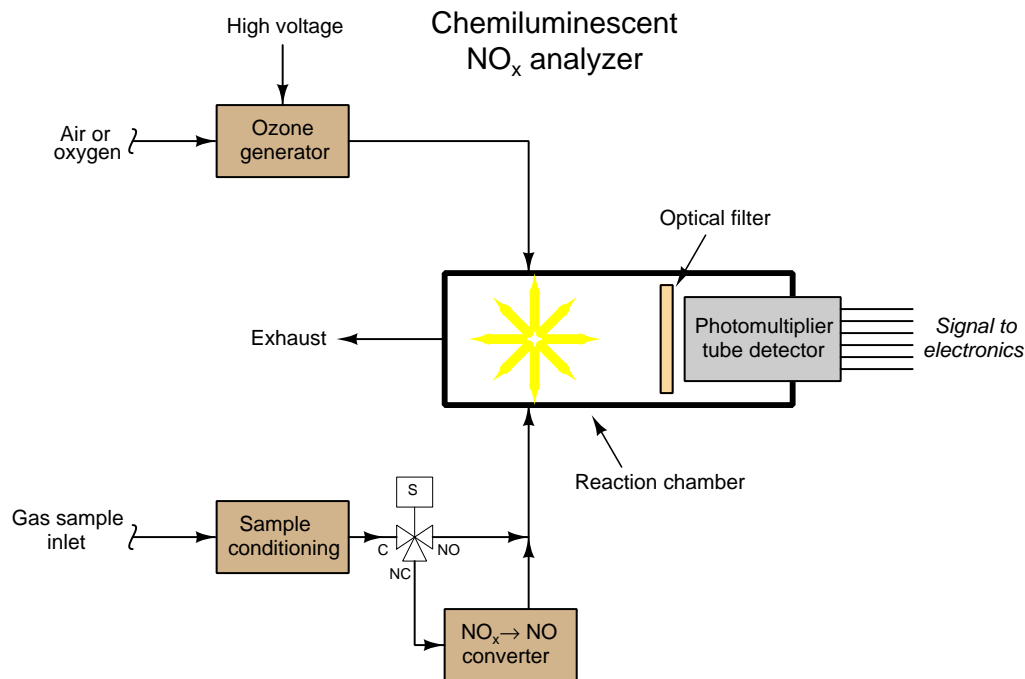 Chemiluminescent
NOx analyzer
High voltage
Air or
oxygen
Ozone
generator
Optical filter
Exhaust
Photomultiplier
tube detector
Signal to
electronics
Reaction chamber
Gas sample
inlet
Sample
conditioning
S
C
NO
NC
NOx→ NO
converter